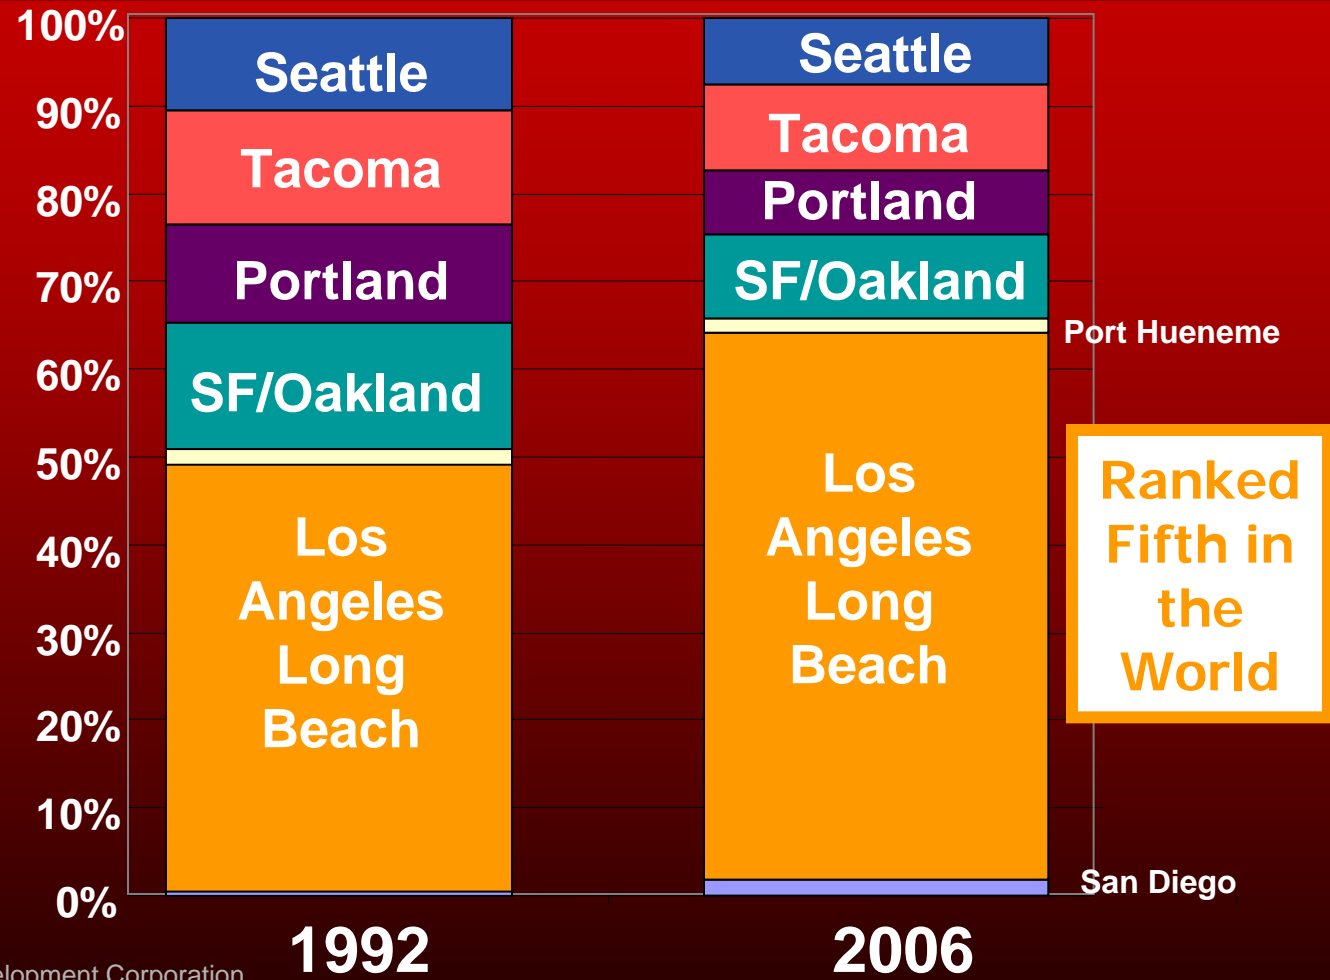 100%
90%
80%
70%
60%
50%
40%
30%
20%
10%
0%
Seattle
Tacoma
Portland
SF/Oakland
Los
Angeles
Long
Beach
1992
Seattle
Tacoma
Portland
SF/Oakland
Los
Angeles
Long
Beach
2006
Port Hueneme
Ranked
Fifth in
the
World
San Diego
Corporation